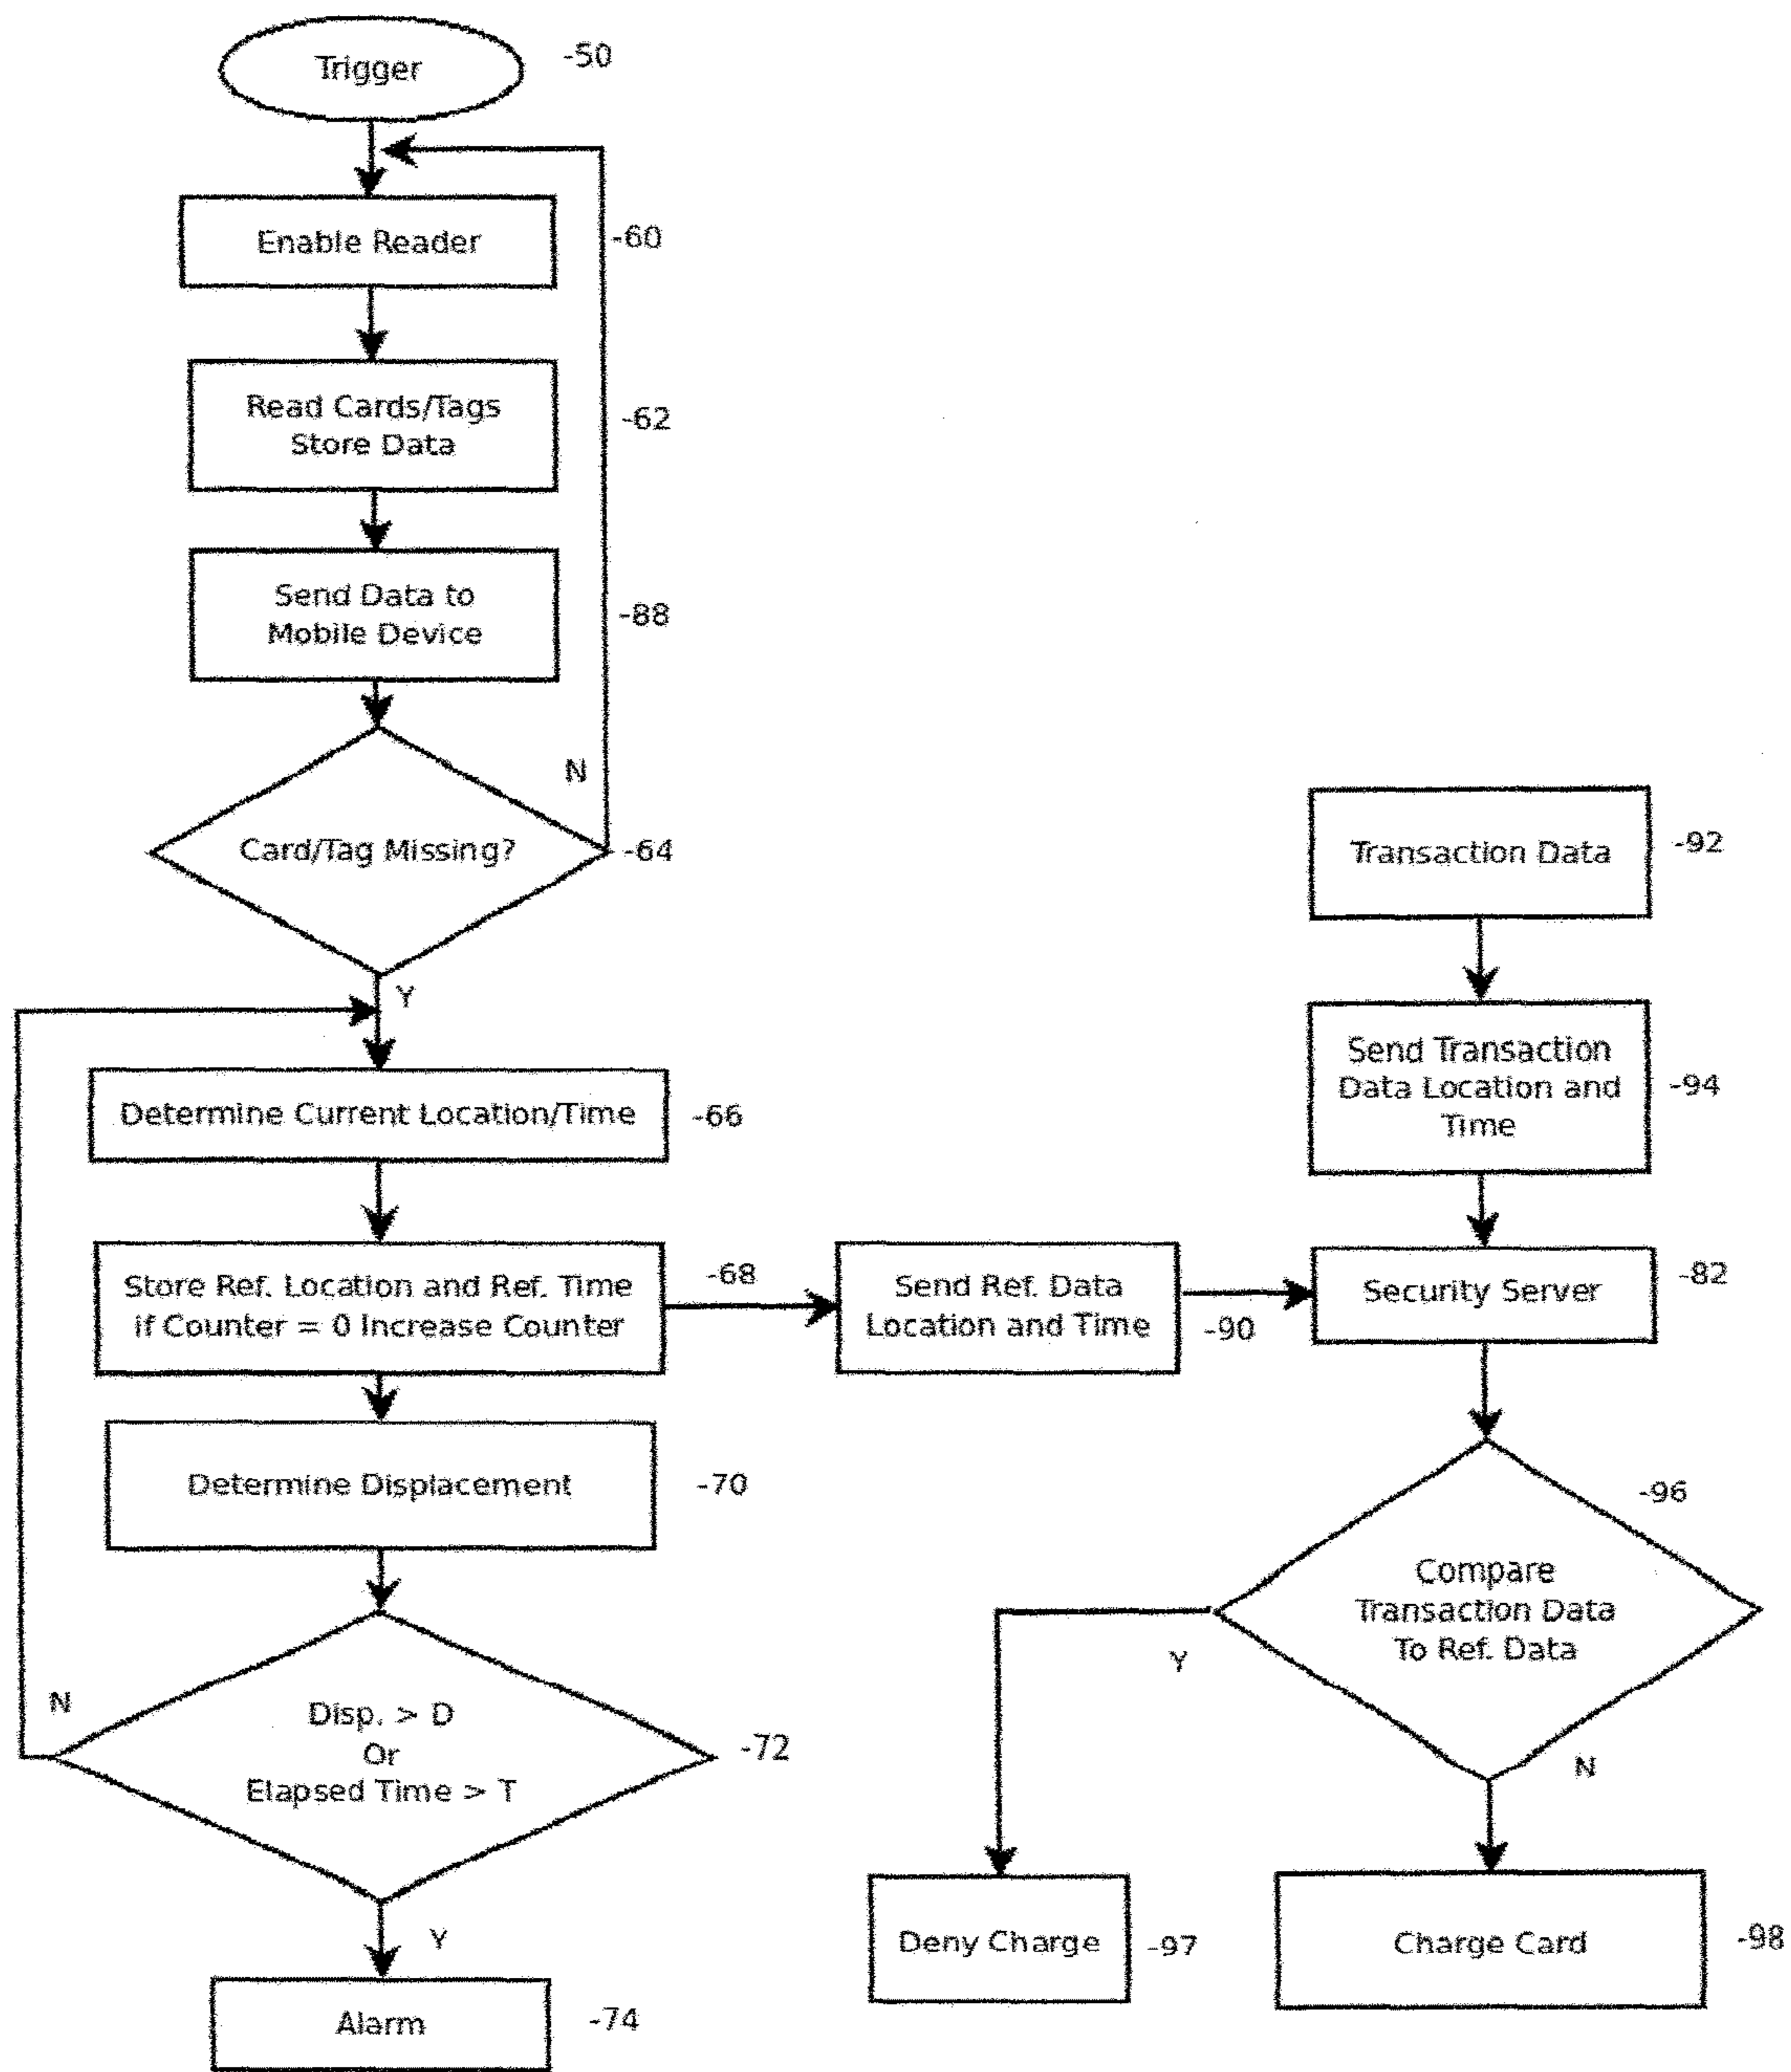 Trigger
-50
Enable Reader
-60
Read Cards/Tags
Store Data
-62
Send Data to
Mobile Device
-88
N
Card/Tag Missing?
-64
Y
Determine Current Location/Time
-66
Store Ref. Location and Ref. Time
if Counter = 0 Increase Counter
-68
Determine Displacement
-70
N
Disp. > D
Or
Elapsed Time > T
-72
Y
Alarm
-74
Send Ref. Data
Location and Time
-90
Transaction Data
-92
Send Transaction
Data Location and
Time
-94
Security Server
-82
-96
Compare
Transaction Data
To Ref. Data
Y
N
Deny Charge
-97
Charge Card
-98